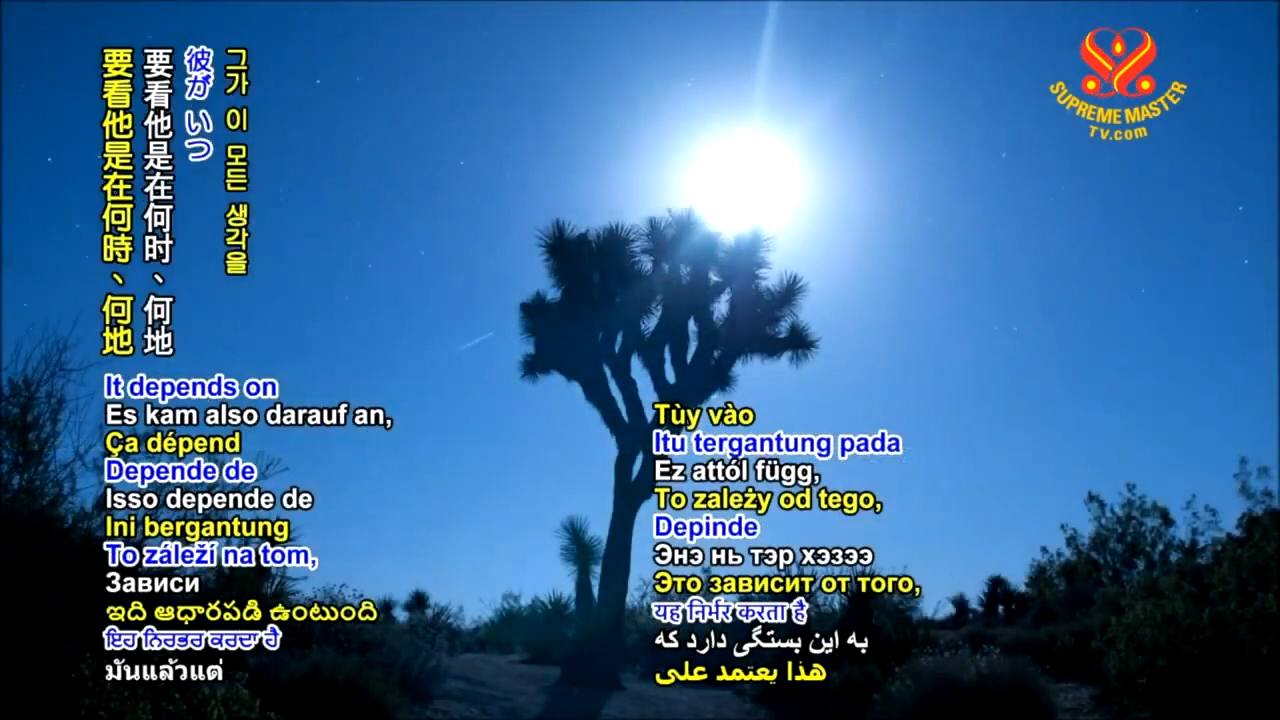 要看他是在何時、何地
要看他是在何时、何地
彼が いつ
그가 이 모든 생각을
SUPREME MASTER
TV.com
It depends on
Es kam also darauf an,
Ça dépend
Depende de
Isso depende de
Ini bergantung
To záleží na tom,
Зависи
ఇది ఆధారపడి ఉంటుంది
ਇਹ ਨਿਰਭਰ ਕਰਦਾ ਹੈ
มันแล้วแต่
Tùy vào
Itu tergantung pada
Ez attól függ,
To zależy od tego,
Depinde
Энэ нь тэр хэзээ
Это зависит от того,
यह निर्भर करता है
به این بستگی دارد که
هذا يعتمد على